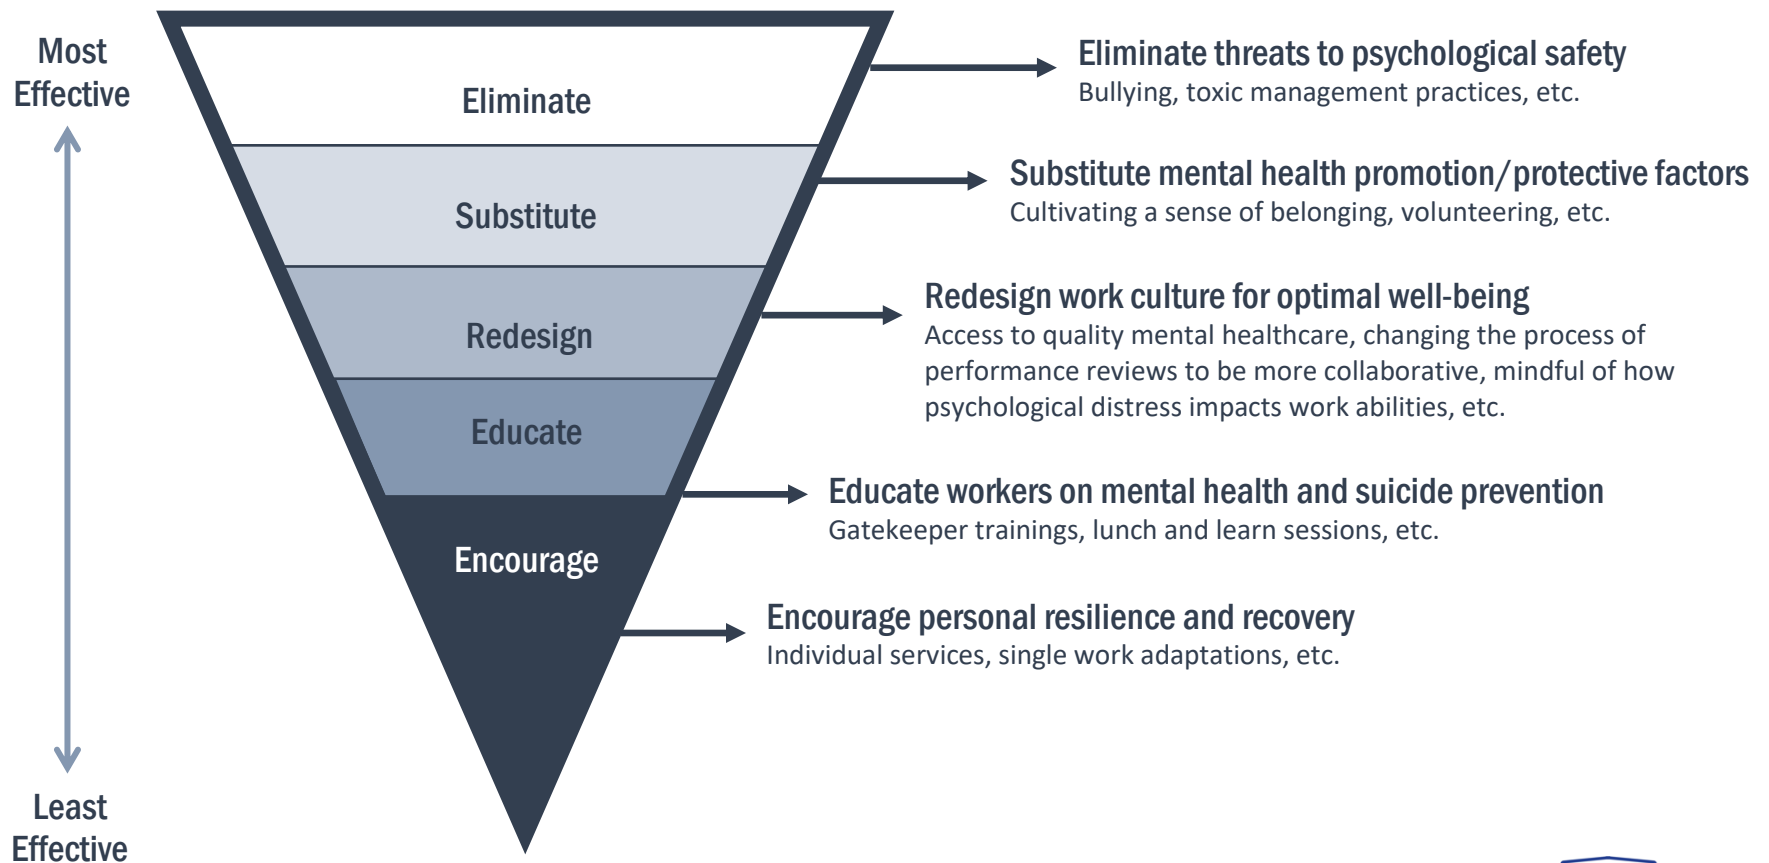 Most
Effective
Eliminate
Eliminate threats to psychological safety
Bullying, toxic management practices, etc.
Substitute
Substitute mental health promotion/protective factors
Cultivating a sense of belonging, volunteering, etc.
Redesign
Redesign work culture for optimal well-being
Access to quality mental healthcare, changing the process of
performance reviews to be more collaborative, mindful of how
psychological distress impacts work abilities, etc.
Educate
Educate workers on mental health and suicide prevention
Gatekeeper trainings, lunch and learn sessions, etc.
Encourage
Encourage personal resilience and recovery
Individual services, single work adaptations, etc.
Least
Effective